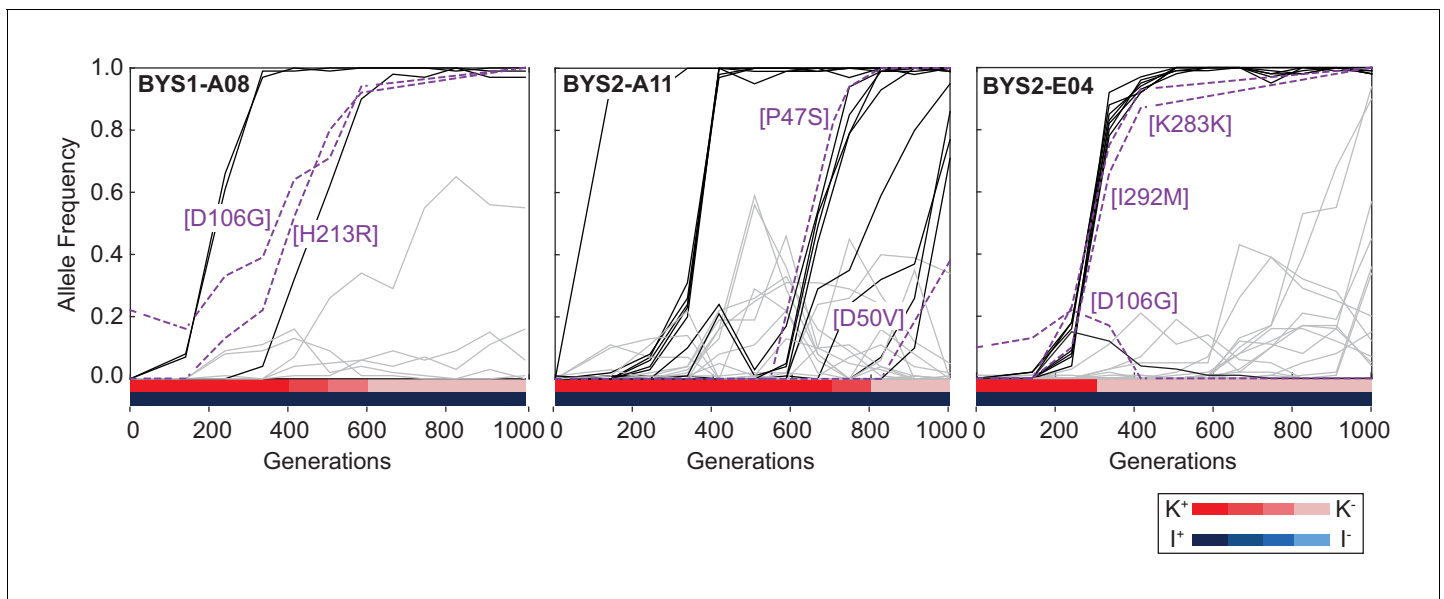 BYS1-A08 BYS2-A11 BYS2-E04
Allele Frequency
1.0
0.8
0.6
0.4
0.2
0.0
[D106G]
[H213R]
[P47S]
[D50V]
[K283K]
[I292M]
[D106G]
0 200 400 600 800 1000 0 200 400 600 800 1000 0 200 400 600 800 1000
Generations Generations Generations
K+ K-
I+ I-